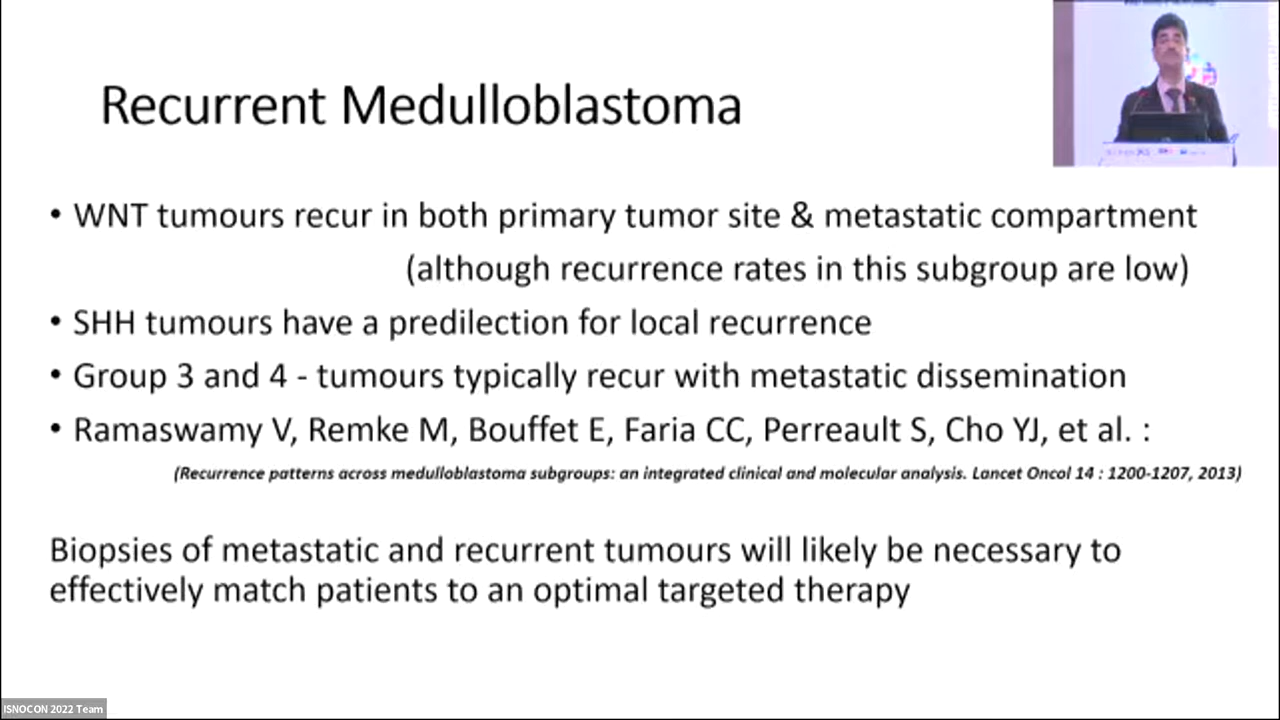 Recurrent Medulloblastoma
• WNT tumours recur in both primary tumor site & metastatic compartment
(although recurrence rates in this subgroup are low)
• SHH tumours have a predilection for local recurrence
• Group 3 and 4 - tumours typically recur with metastatic dissemination
• Ramaswamy V, Remke M, Bouffet E, Faria CC, Perreault S, Cho YJ, et al. :
(Recurrence patterns across medulloblastoma subgroups: an integrated clinical and molecular analysis. Lancet Oncol 14 : 1200-1207, 2013)
Biopsies of metastatic and recurrent tumours will likely be necessary to
effectively match patients to an optimal targeted therapy
ISNOCON 2022 Team